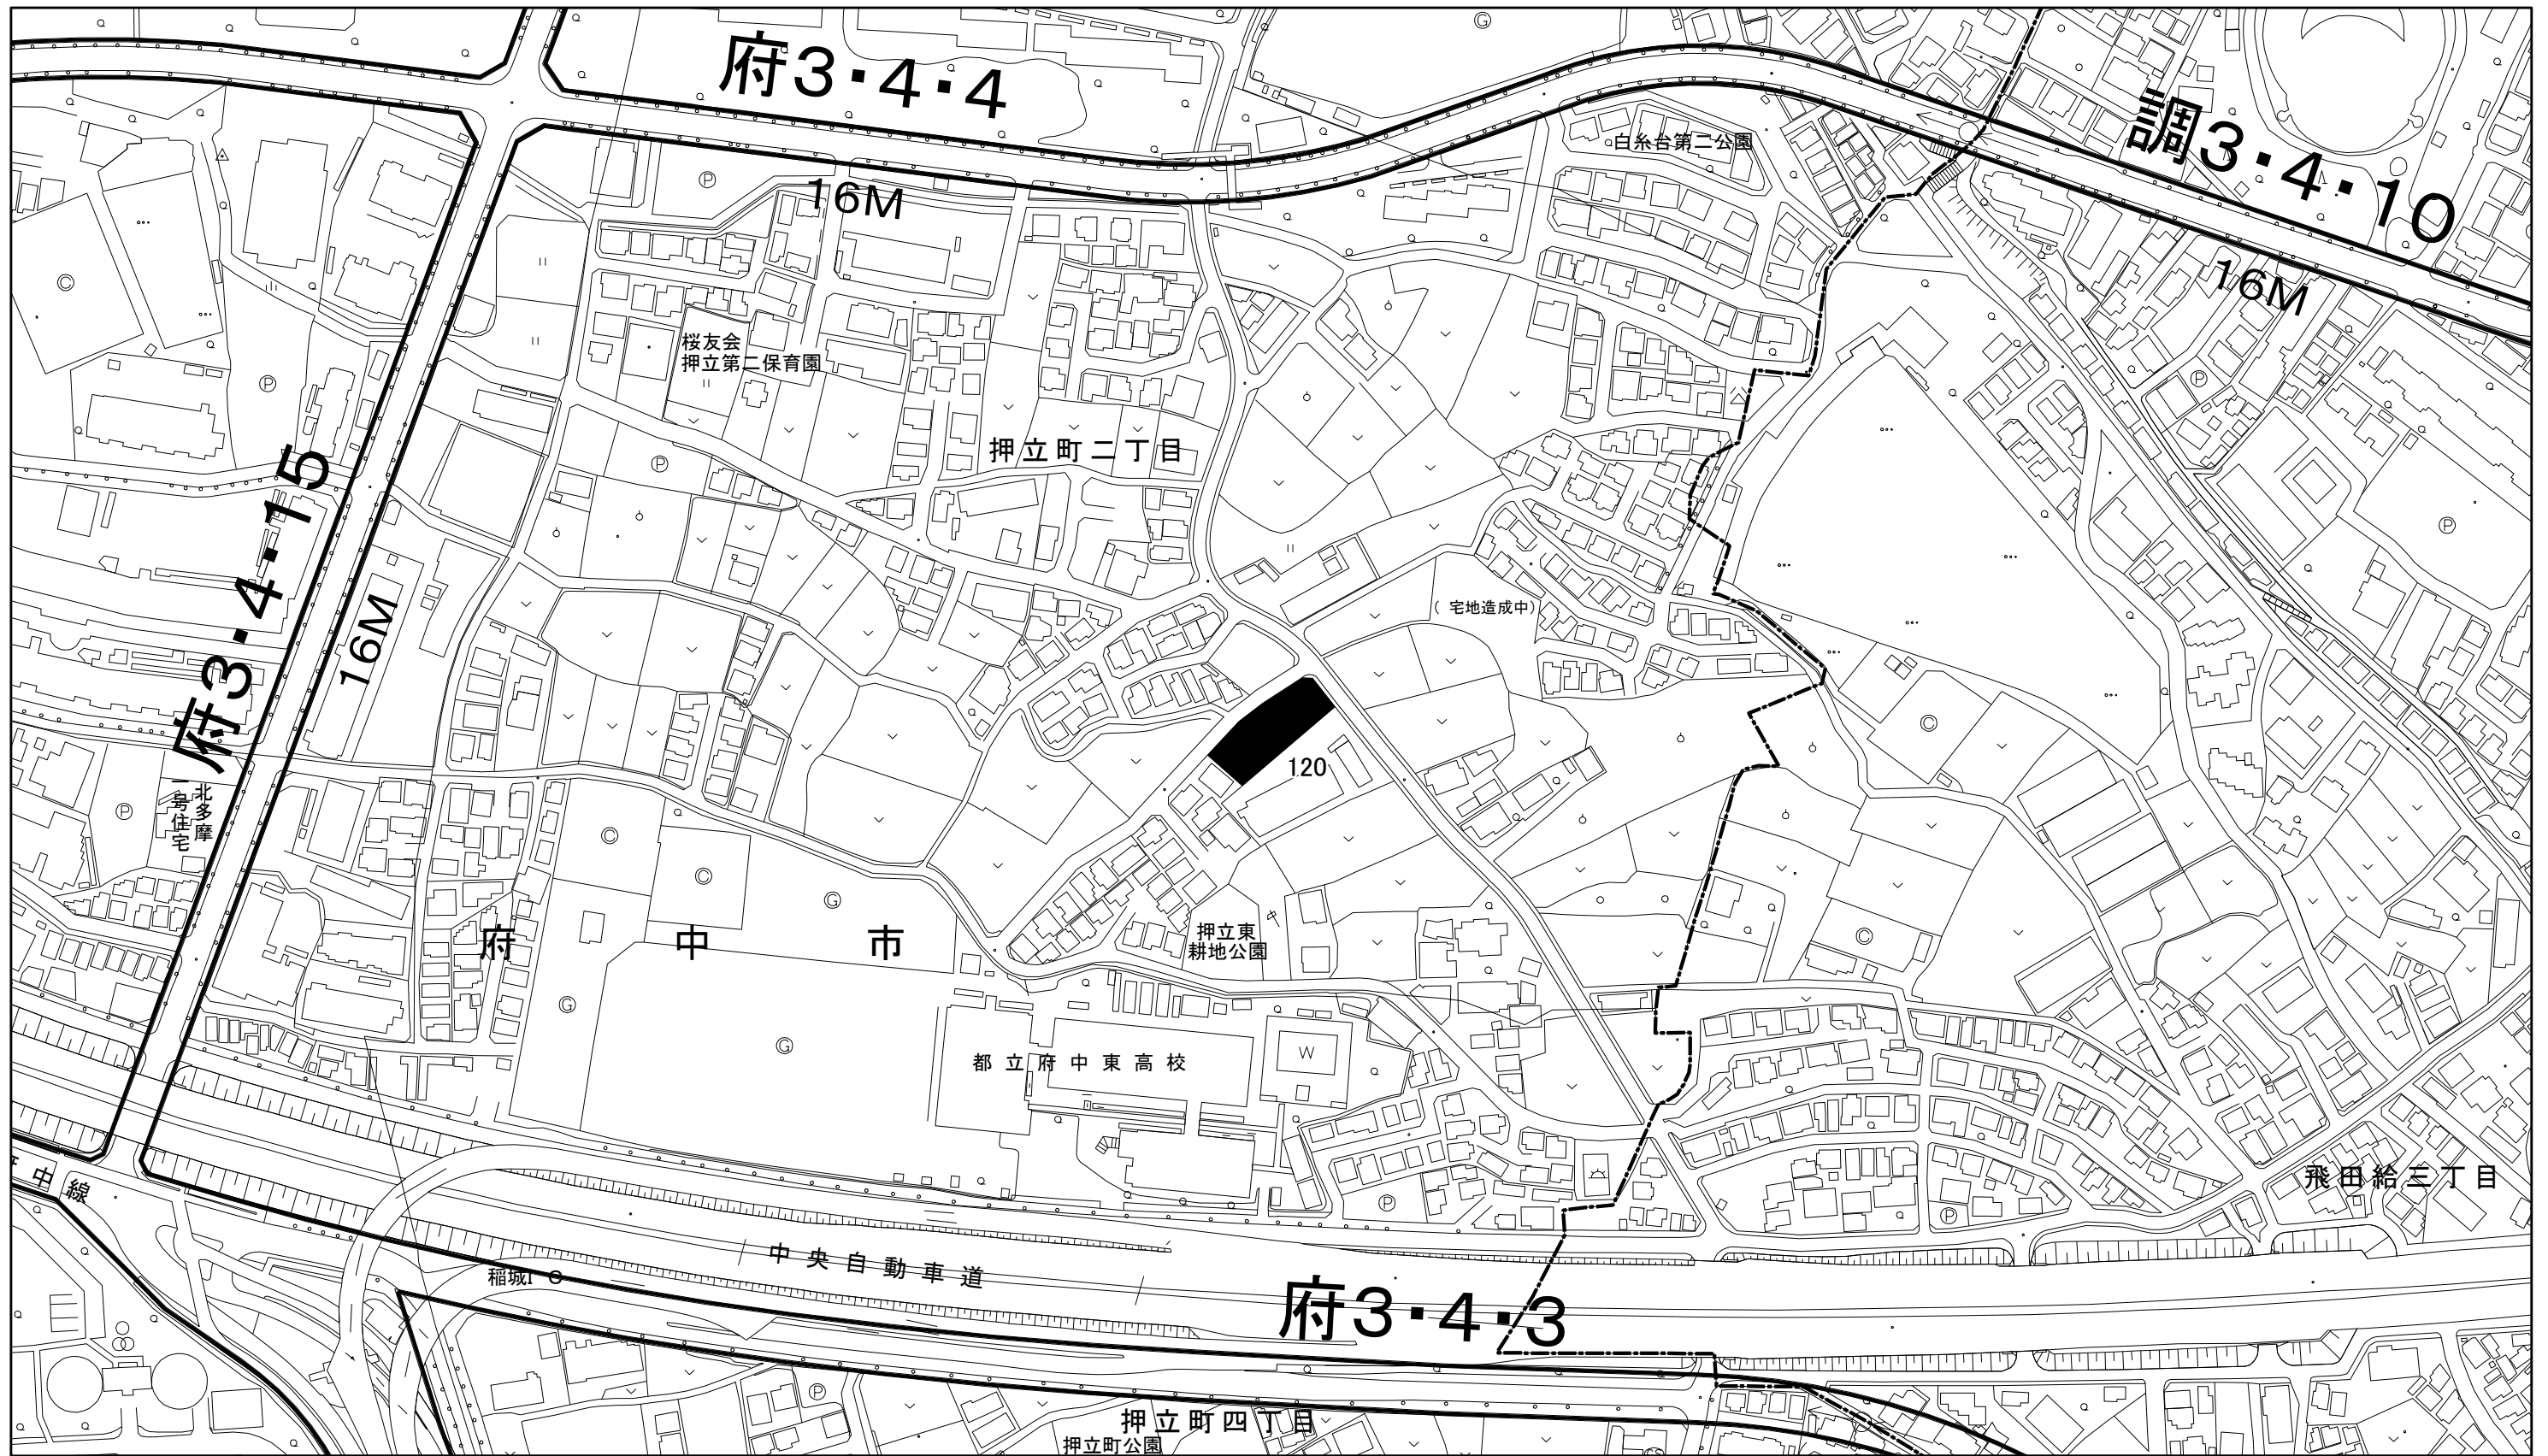 府3・4・4
調3・4・10
白糸台第二公園
16M
16M
桜友会
押立第二保育園
押立町二丁目
府3・4・15
16M
(宅地造成中)
120
北多摩
一号住宅
府中市
押立東
耕地公園
都立府中東高校
W
飛田給三丁目
中線
中央自動車道
稲城I C
府3・4・3
押立町四丁目
押立町公園